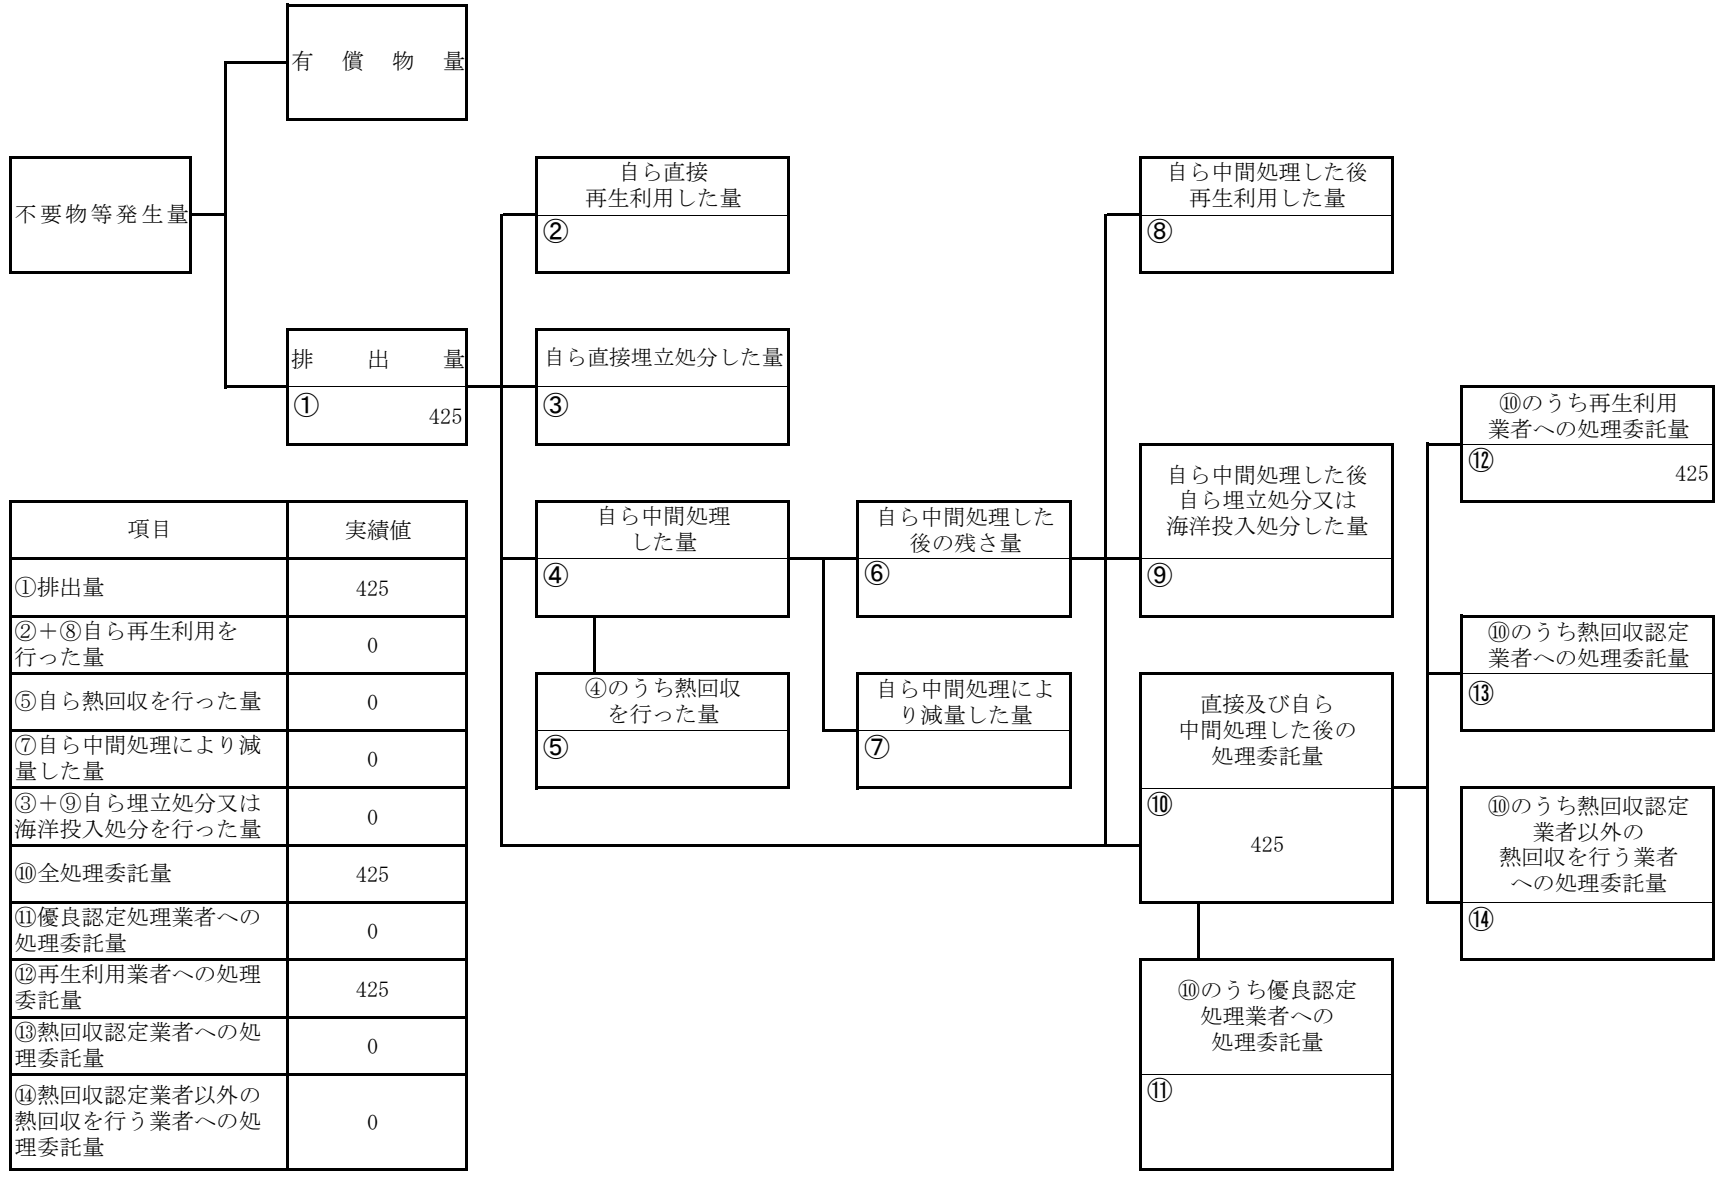 有償物量
不要物等発生量
排出量
①
425
自ら直接
再生利用した量
②
自ら直接埋立処分した量
③
自ら中間処理
した量
④
④のうち熱回収
を行った量
⑤
自ら中間処理した
後の残さ量
⑥
自ら中間処理によ
り減量した量
⑦
自ら中間処理した後
再生利用した量
⑧
自ら中間処理した後
自ら埋立処分又は
海洋投入処分した量
⑨
直接及び自ら
中間処理した後の
処理委託量
⑩
425
⑩のうち優良認定
処理業者への
処理委託量
⑪
⑩のうち再生利用
業者への処理委託量
⑫
425
⑩のうち熱回収認定
業者への処理委託量
⑬
⑩のうち熱回収認定
業者以外の
熱回収を行う業者
への処理委託量
⑭
項目
実績値
①排出量
425
②+⑧自ら再生利用を
行った量
0
⑤自ら熱回収を行った量
0
⑦自ら中間処理により減
量した量
0
③+⑨自ら埋立処分又は
海洋投入処分を行った量
0
⑩全処理委託量
425
⑪優良認定処理業者への
処理委託量
0
⑫再生利用業者への処理
委託量
425
⑬熱回収認定業者への処
理委託量
0
⑭熱回収認定業者以外の
熱回収を行う業者への処
理委託量
0